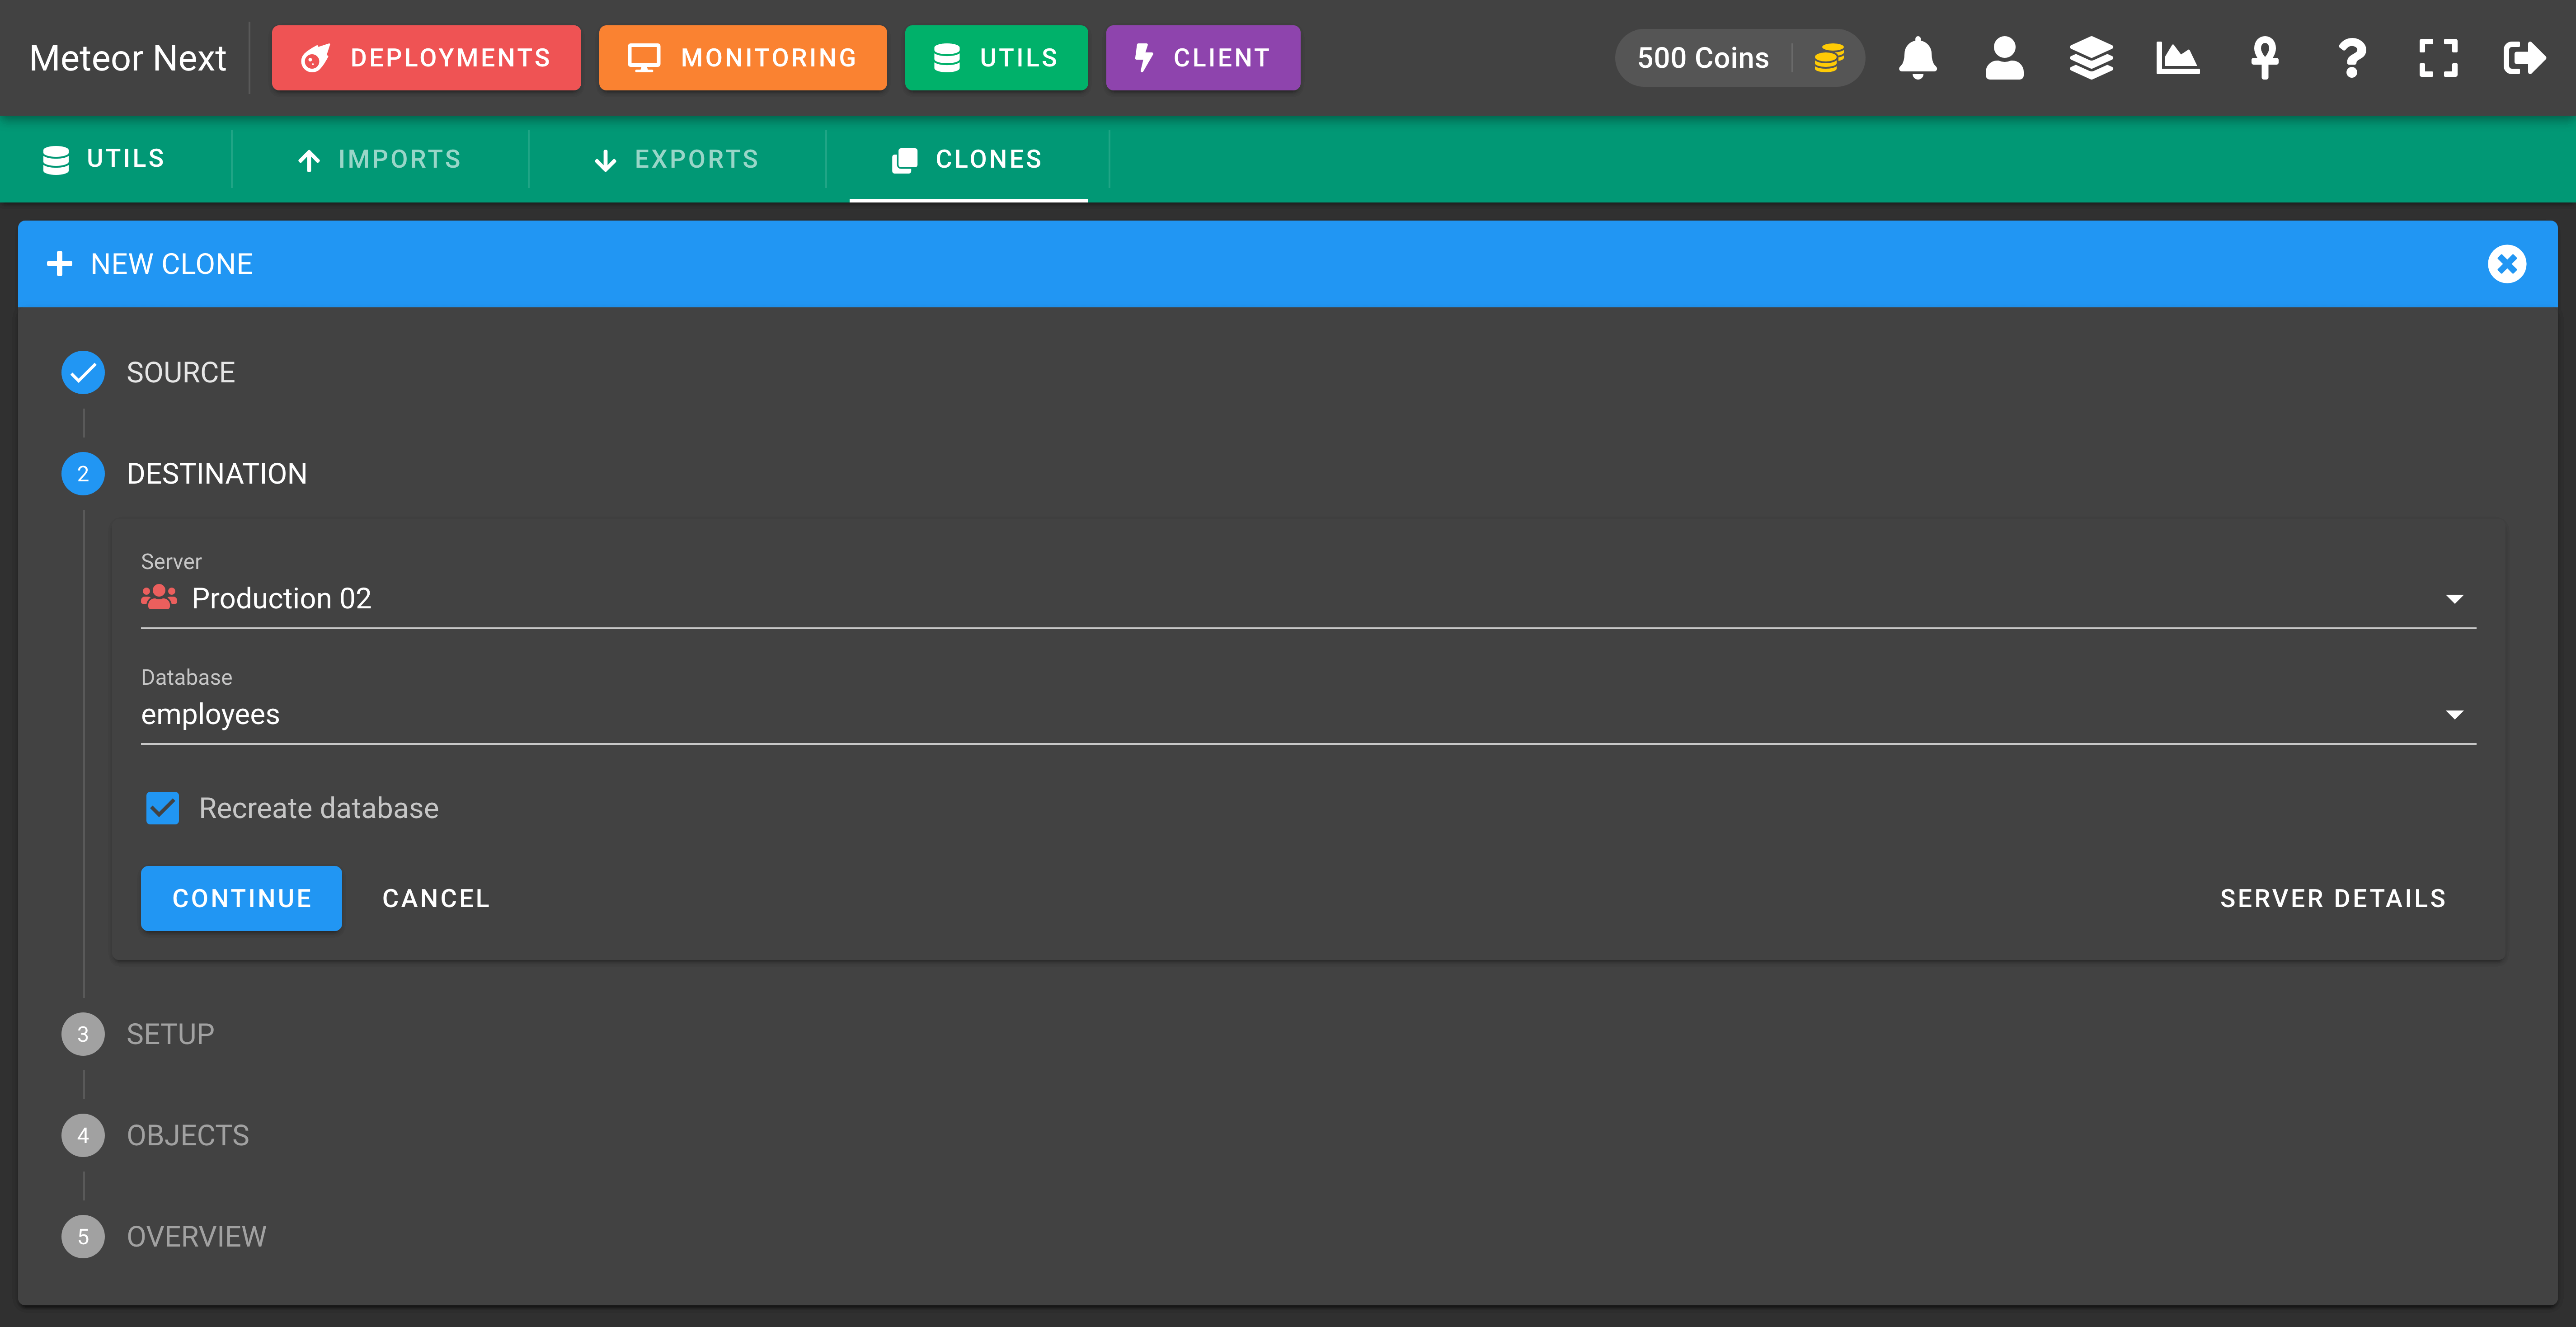 Meteor Next
DEPLOYMENTS
MONITORING
UTILS
CLIENT
500 Coins
UTILS
IMPORTS
EXPORTS
CLONES
NEW CLONE
SOURCE
2 DESTINATION
Server
Production 02
Database
employees
Recreate database
CONTINUE
CANCEL
SERVER DETAILS
3 SETUP
4 OBJECTS
5 OVERVIEW